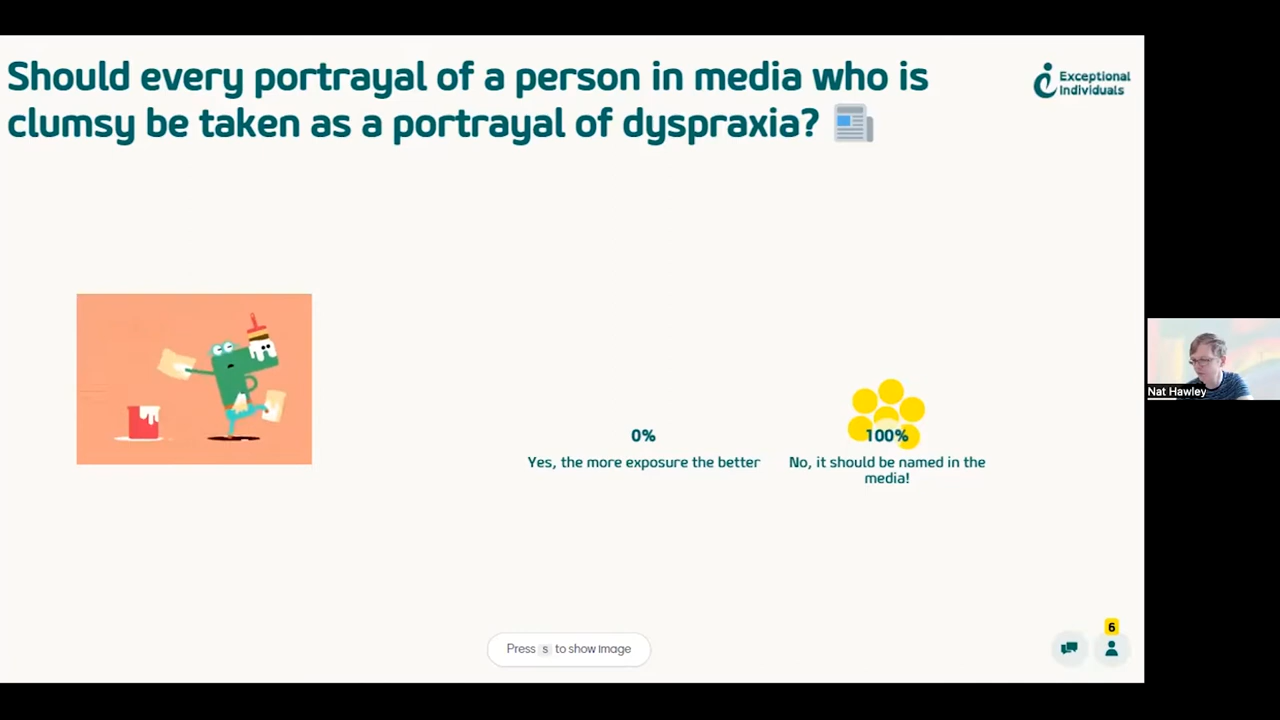 Should every portrayal of a person in media who is
clumsy be taken as a portrayal of dyspraxia?
Exceptional
Individuals
Nat Hawley
0%
100%
Yes, the more exposure the better
No, it should be named in the
media!
Press s to show image
6